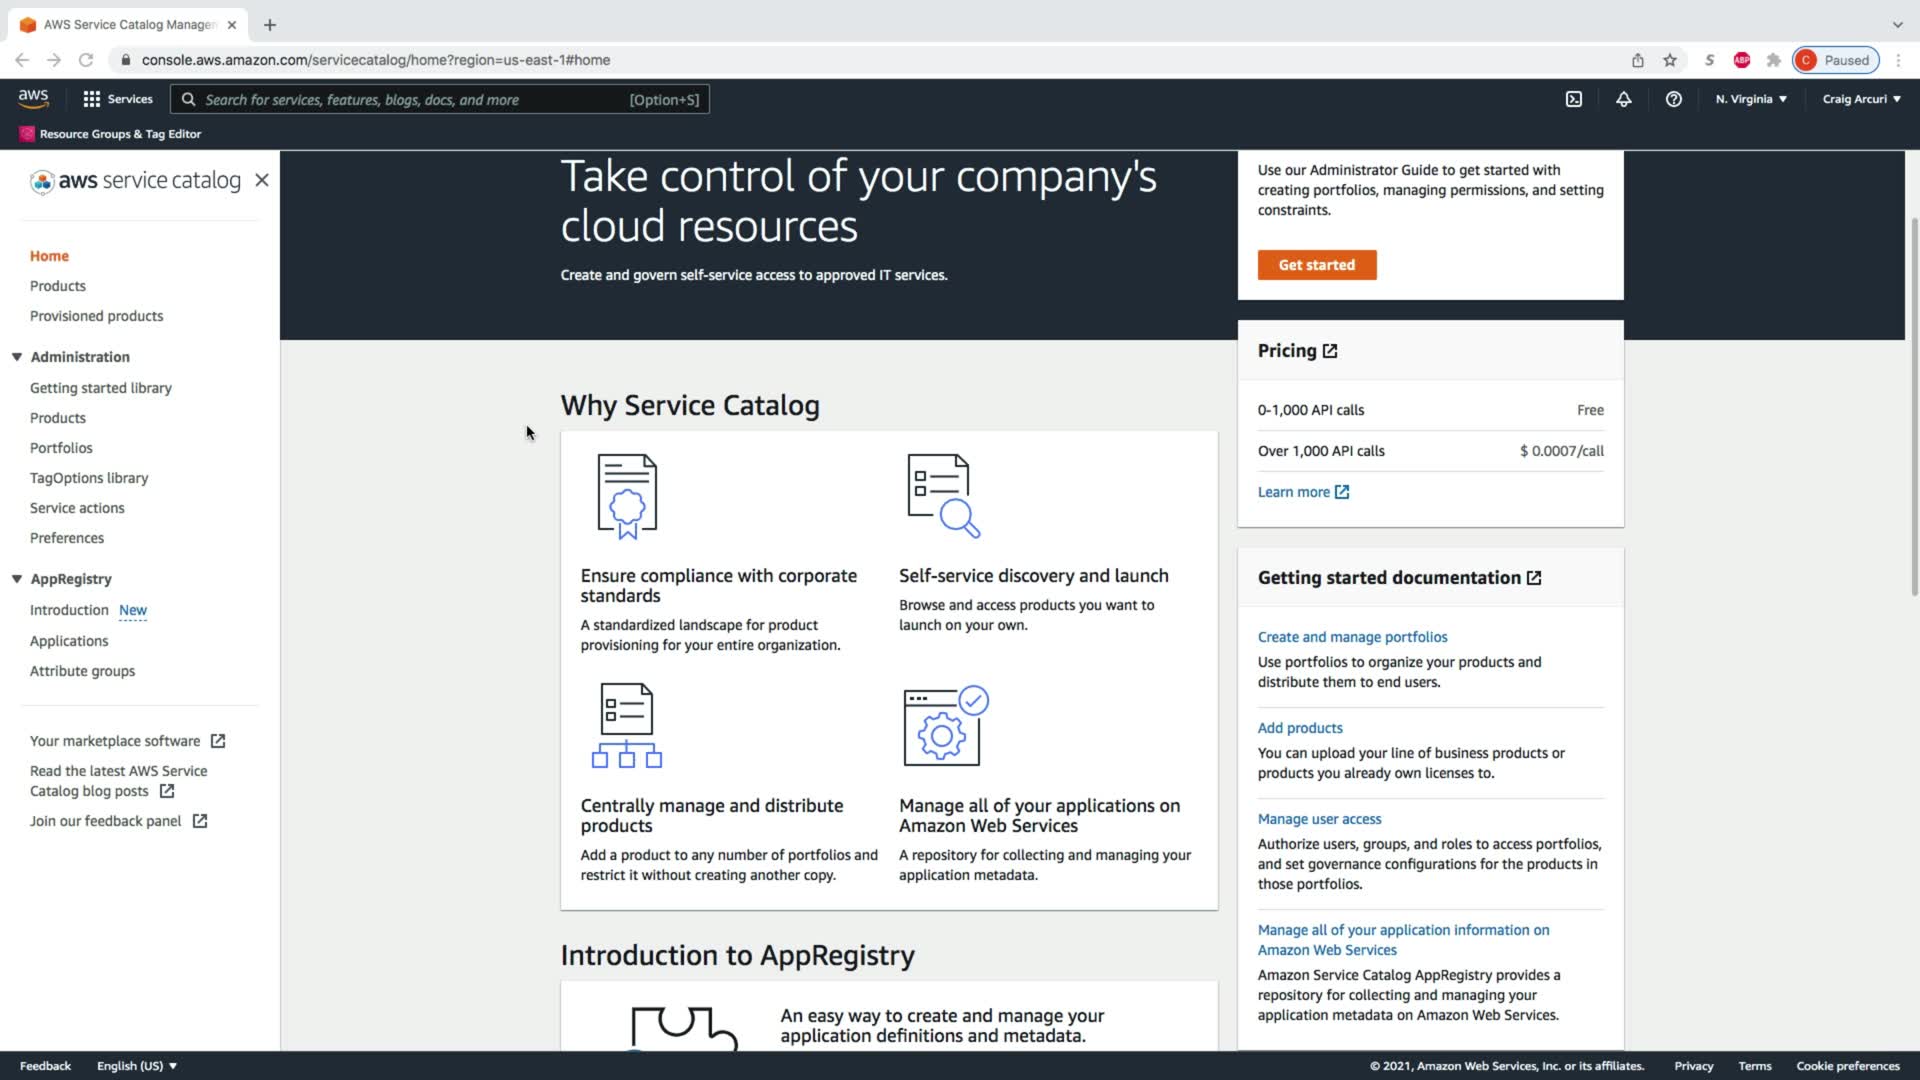 AWS Service Catalog Manage
console.aws.amazon.com/servicecatalog/home?region=us-east-1#home
S
ABP
C Paused
aws
Services
Search for services, features, blogs, docs, and more [Option+S]
N. Virginia
Craig Arcuri
Resource Groups & Tag Editor
aws service catalog
Home
Products
Provisioned products
Administration
Getting started library
Products
Portfolios
TagOptions library
Service actions
Preferences
AppRegistry
Introduction New
Applications
Attribute groups
Your marketplace software
Read the latest AWS Service
Catalog blog posts
Join our feedback panel
Take control of your company's
cloud resources
Create and govern self-service access to approved IT services.
Why Service Catalog
Ensure compliance with corporate
standards
A standardized landscape for product
provisioning for your entire organization.
Self-service discovery and launch
Browse and access products you want to
launch on your own.
Centrally manage and distribute
products
Add a product to any number of portfolios and
restrict it without creating another copy.
Manage all of your applications on
Amazon Web Services
A repository for collecting and managing your
application metadata.
Introduction to AppRegistry
An easy way to create and manage your
application definitions and metadata.
Use our Administrator Guide to get started with
creating portfolios, managing permissions, and setting
constraints.
Get started
Pricing
0-1,000 API calls Free
Over 1,000 API calls $ 0.0007/call
Learn more
Getting started documentation
Create and manage portfolios
Use portfolios to organize your products and
distribute them to end users.
Add products
You can upload your line of business products or
products you already own licenses to.
Manage user access
Authorize users, groups, and roles to access portfolios,
and set governance configurations for the products in
those portfolios.
Manage all of your application information on
Amazon Web Services
Amazon Service Catalog AppRegistry provides a
repository for collecting and managing your
application metadata on Amazon Web Services.
Feedback
English (US)
© 2021, Amazon Web Services, Inc. or its affiliates.
Privacy
Terms
Cookie preferences